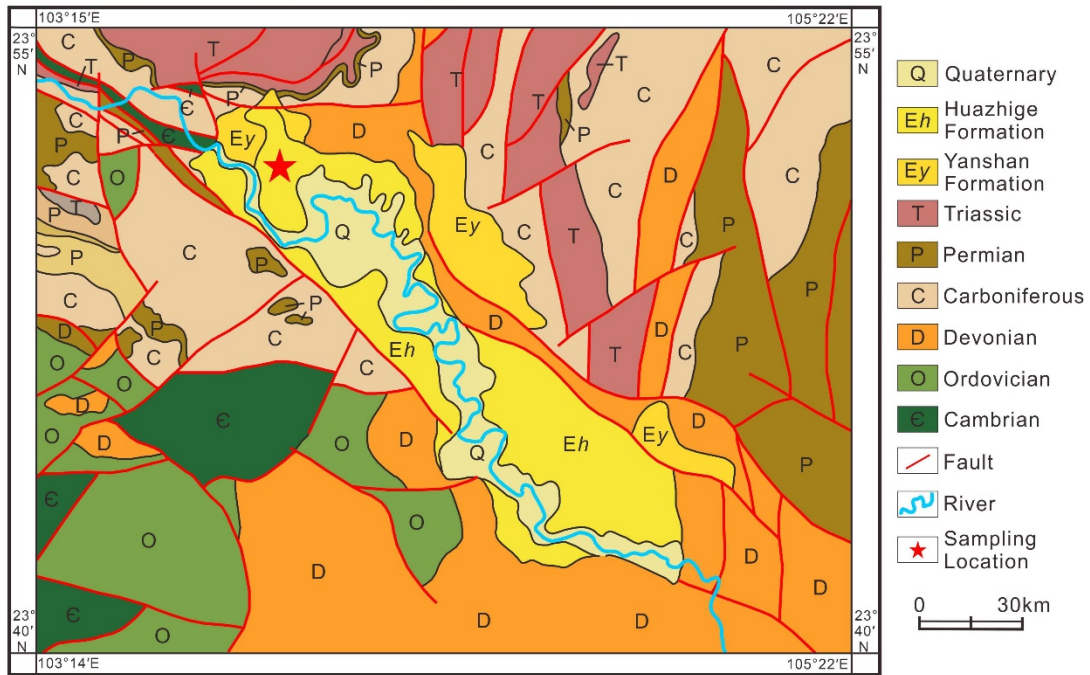 103°15′E
105°22′E
23°
55′
N
23°
55′
N
C
T
P
T
C
T
P
C
T
P
T
C
C
P
Є
C
P
Є
Ey
D
T
P
P
C
O
C
D
C
T
P
C
Q
Ey
C
T
P
P
C
P
C
P
P
D
C
C
D
P
Eh
T
C
P
O
C
O
D
Є
O
D
Ey
D
O
D
Eh
P
Q
Є
O
O
D
D
D
D
Є
O
D
D
23°
40′
N
23°
40′
N
103°14′E
105°22′E
Q Quaternary
Eh Huazhige
Formation
Ey Yanshan
Formation
T Triassic
P Permian
C Carboniferous
D Devonian
O Ordovician
Є Cambrian
Fault
River
Sampling
Location
0 30km